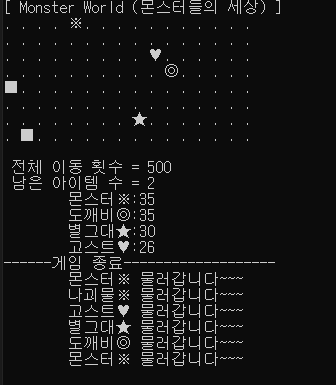 [ Monster World (몬스터들의 세상) ]
. . . . ※ . . . . . . . . . . .
. . . . . . . . . . . . . . . .
. . . . . . . . . ♥ . . . . . .
. . . . . . . . . . ◎ . . . . .
■ . . . . . . . . . . . . . . .
. . . . . . . . . . . . . . . .
. . . . . . . . ★ . . . . . . .
. ■ . . . . . . . . . . . . . .
전체 이동 횟수 = 500
남은 아이템 수 = 2
몬스터※:35
도깨비◎:35
별그대★:30
고스트♥:26
------게임 종료-------------------
몬스터※ 물러갑니다~~~
나괴물※ 물러갑니다~~~
고스트♥ 물러갑니다~~~
별그대★ 물러갑니다~~~
도깨비◎ 물러갑니다~~~
몬스터※ 물러갑니다~~~